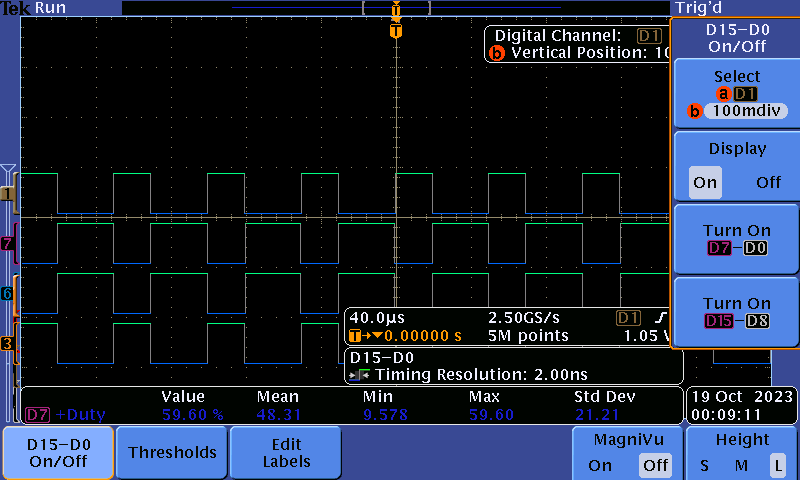 Tek Run Trig'd
T
T
Digital Channel: D1
b Vertical Position: 10
D15-D0
On/Off
Select
a D1
b 100mdiv
Display
On Off
Turn On
D7-D0
Turn On
D15-D8
1
7
6
3
40.0µs 2.50GS/s D1
T→▼0.00000 s 5M points 1.05 V
D15-D0
Timing Resolution: 2.00ns
Value Mean Min Max Std Dev
D7 +Duty 59.60 % 48.31 9.578 59.60 21.21
19 Oct 2023
00:09:11
D15-D0
On/Off
Thresholds
Edit
Labels
MagniVu
On Off
Height
S M L